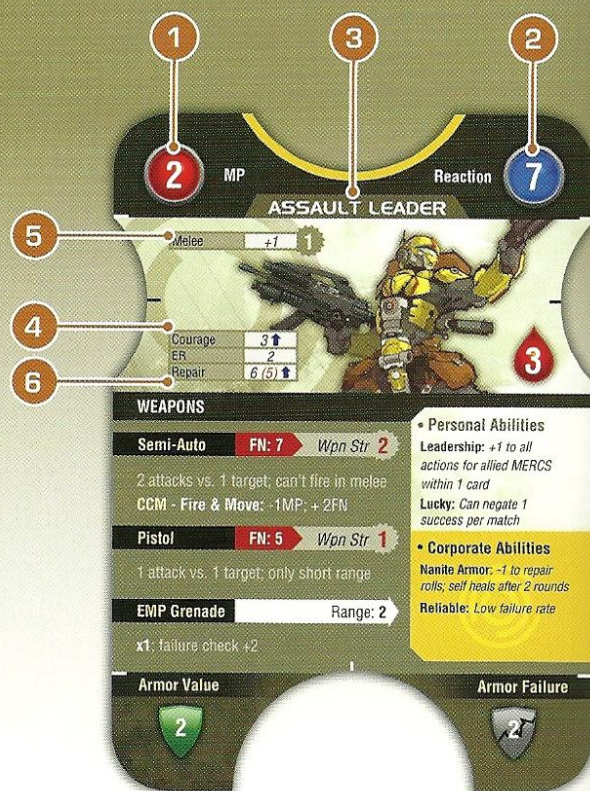 1
3
2
2
MP
Reaction
7
ASSAULT LEADER
5
Melee +1 1
4
Courage 3
ER 2
6
Repair 6 (5)
3
WEAPONS
Semi-Auto FN: 7 Wpn Str 2
2 attacks vs. 1 target; can't fire in melee
CCM - Fire & Move: -1MP; + 2FN
Pistol FN: 5 Wpn Str 1
1 attack vs. 1 target; only short range
EMP Grenade Range: 2
x1: failure check +2
• Personal Abilities
Leadership: +1 to all
actions for allied MERCS
within 1 card
Lucky: Can negate 1
success per match
• Corporate Abilities
Nanite Armor: -1 to repair
rolls; self heals after 2 rounds
Reliable: Low failure rate
Armor Value
2
Armor Failure
2